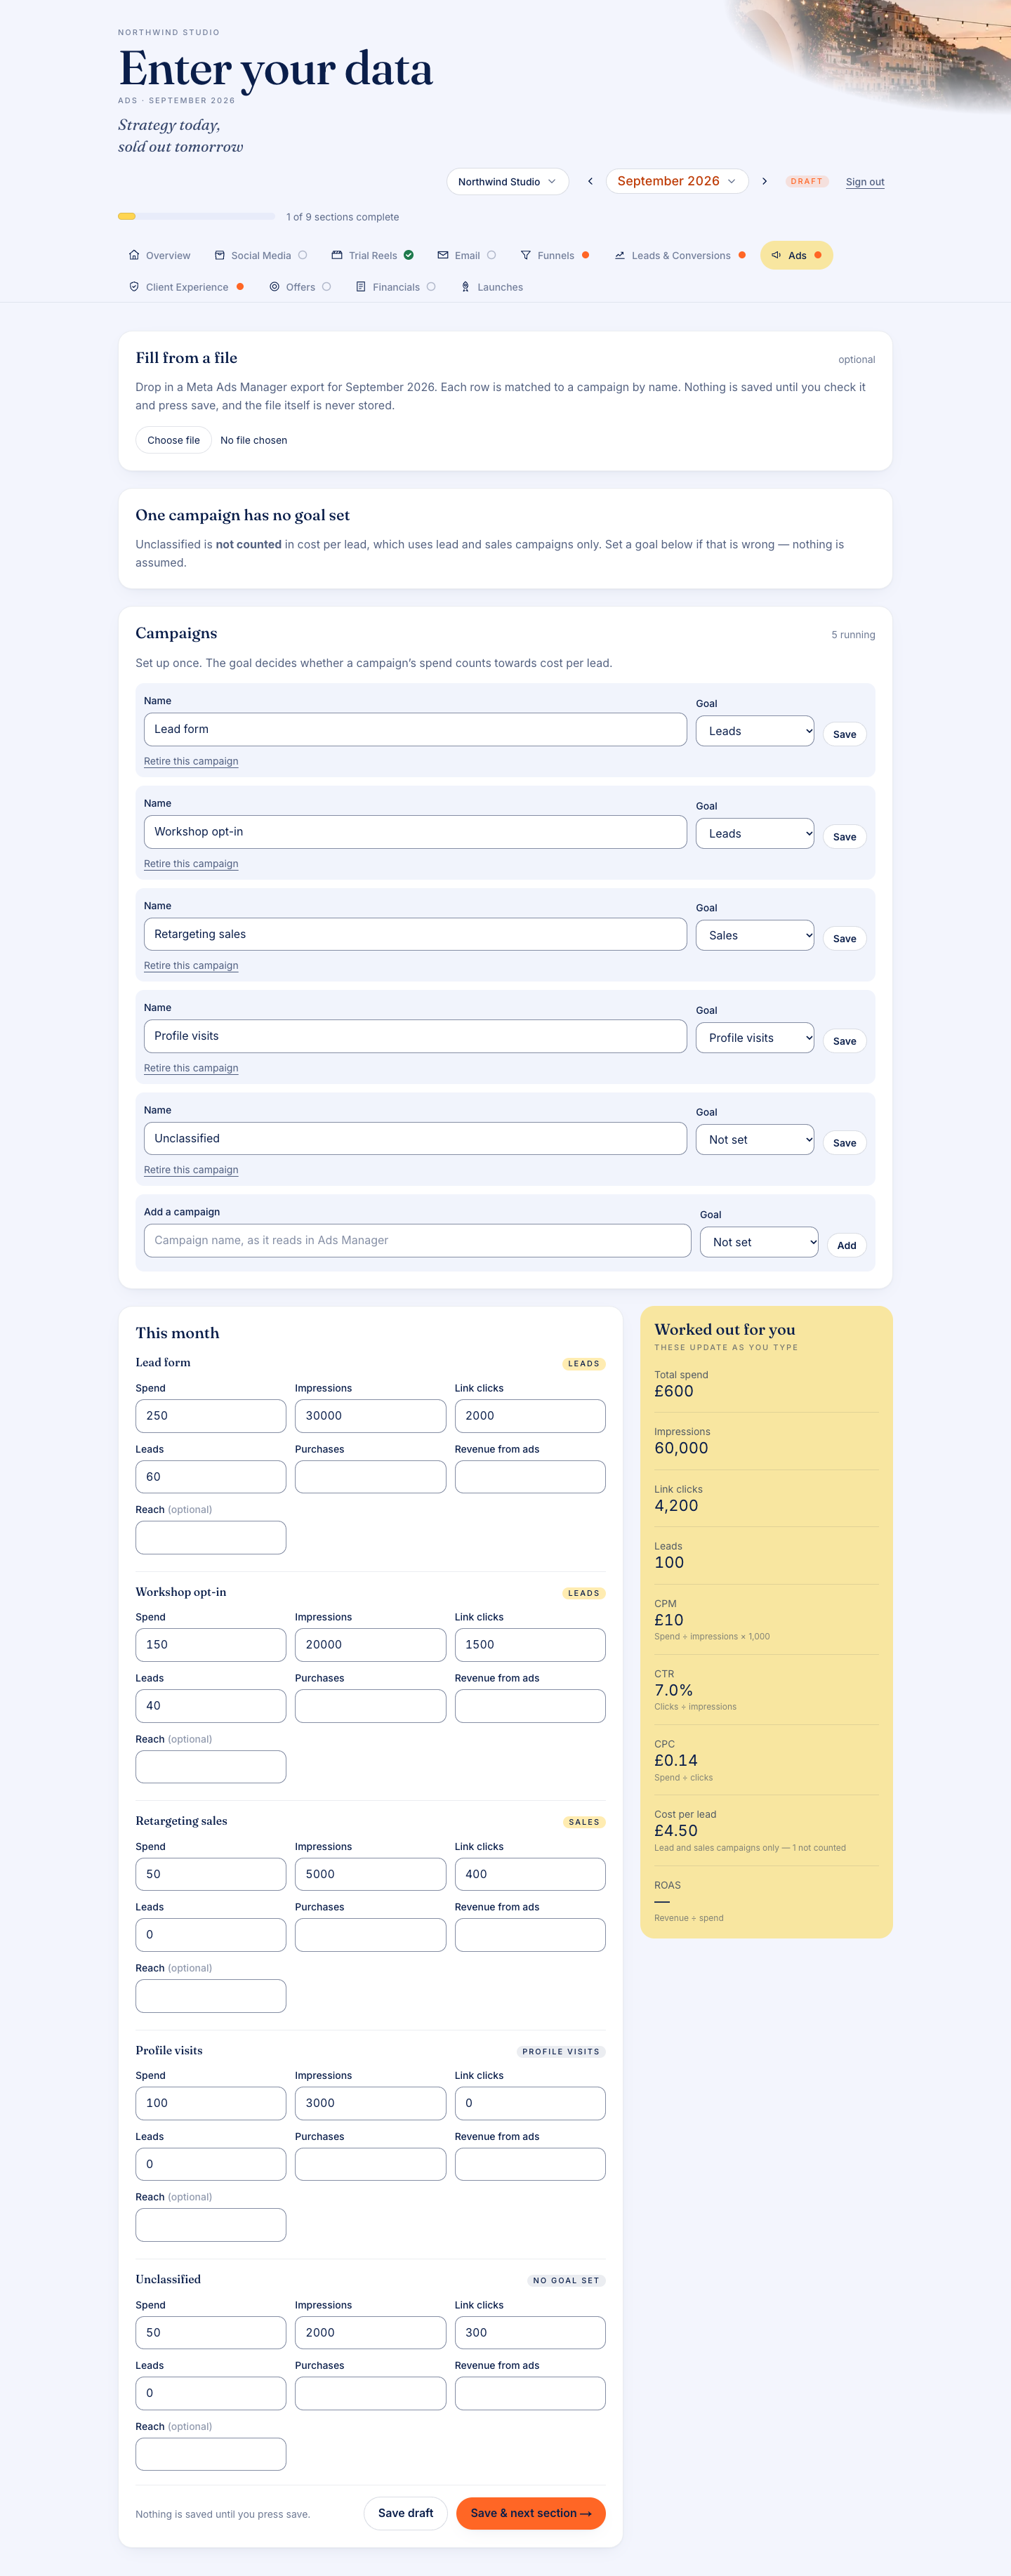 NORTHWIND STUDIO
Enter your data
ADS · SEPTEMBER 2026
Strategy today,
sold out tomorrow
Northwind Studio
September 2026
DRAFT
Sign out
1 of 9 sections complete
Overview
Social Media
Trial Reels
Email
Funnels
Leads & Conversions
Ads
Client Experience
Offers
Financials
Launches
Fill from a file
optional
Drop in a Meta Ads Manager export for September 2026. Each row is matched to a campaign by name. Nothing is saved until you check it
and press save, and the file itself is never stored.
Choose file No file chosen
One campaign has no goal set
Unclassified is not counted in cost per lead, which uses lead and sales campaigns only. Set a goal below if that is wrong — nothing is
assumed.
Campaigns
5 running
Set up once. The goal decides whether a campaign's spend counts towards cost per lead.
Name
Goal
Lead form
Leads
Save
Retire this campaign
Name
Goal
Workshop opt-in
Leads
Save
Retire this campaign
Name
Goal
Retargeting sales
Sales
Save
Retire this campaign
Name
Goal
Profile visits
Profile visits
Save
Retire this campaign
Name
Goal
Unclassified
Not set
Save
Retire this campaign
Add a campaign
Goal
Campaign name, as it reads in Ads Manager
Not set
Add
This month
Lead form
LEADS
Spend
Impressions
Link clicks
250
30000
2000
Leads
Purchases
Revenue from ads
60
Reach (optional)
Workshop opt-in
LEADS
Spend
Impressions
Link clicks
150
20000
1500
Leads
Purchases
Revenue from ads
40
Reach (optional)
Retargeting sales
SALES
Spend
Impressions
Link clicks
50
5000
400
Leads
Purchases
Revenue from ads
0
Reach (optional)
Profile visits
PROFILE VISITS
Spend
Impressions
Link clicks
100
3000
0
Leads
Purchases
Revenue from ads
0
Reach (optional)
Unclassified
NO GOAL SET
Spend
Impressions
Link clicks
50
2000
300
Leads
Purchases
Revenue from ads
0
Reach (optional)
Nothing is saved until you press save.
Save draft
Save & next section →
Worked out for you
THESE UPDATE AS YOU TYPE
Total spend
£600
Impressions
60,000
Link clicks
4,200
Leads
100
CPM
£10
Spend ÷ impressions × 1,000
CTR
7.0%
Clicks ÷ impressions
CPC
£0.14
Spend ÷ clicks
Cost per lead
£4.50
Lead and sales campaigns only — 1 not counted
ROAS
—
Revenue ÷ spend